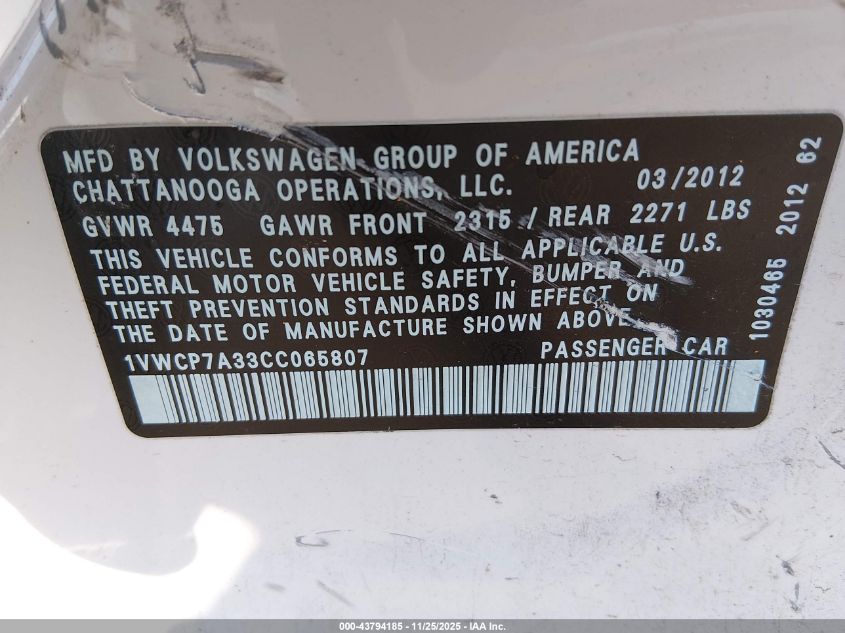 MFD BY VOLKSWAGEN GROUP OF AMERICA
CHATTANOOGA OPERATIONS, LLC. 03/2012
GVWR 4475 GAWR FRONT 2315 / REAR 2271 LBS
THIS VEHICLE CONFORMS TO ALL APPLICABLE U.S.
FEDERAL MOTOR VEHICLE SAFETY, BUMPER AND
THEFT PREVENTION STANDARDS IN EFFECT ON
THE DATE OF MANUFACTURE SHOWN ABOVE.
1VWCP7A33CC065807 PASSENGER CAR
1030465 2012 62
000-43794185 - 11/25/2025 - IAA Inc.